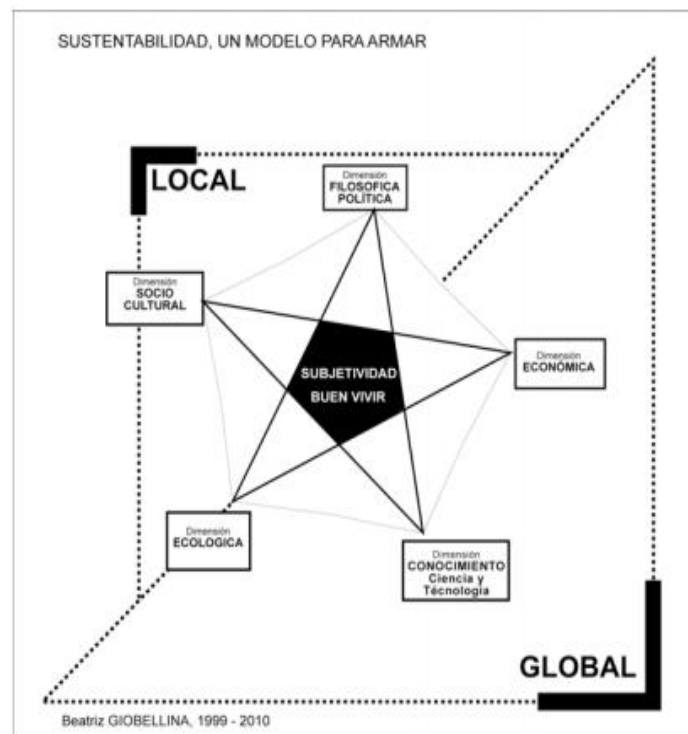 SUSTENTABILIDAD, UN MODELO PARA ARMAR
LOCAL
Dimensión
FILOSOFICA
POLÍTICA
Dimensión
SOCIO
CULTURAL
Dimensión
ECONÓMICA
SUBJETIVIDAD
BUEN VIVIR
Dimensión
ECOLOGICA
Dimensión
CONOCIMIENTO
Ciencia y
Técnología
GLOBAL
Beatriz GIOBELLINA, 1999 - 2010